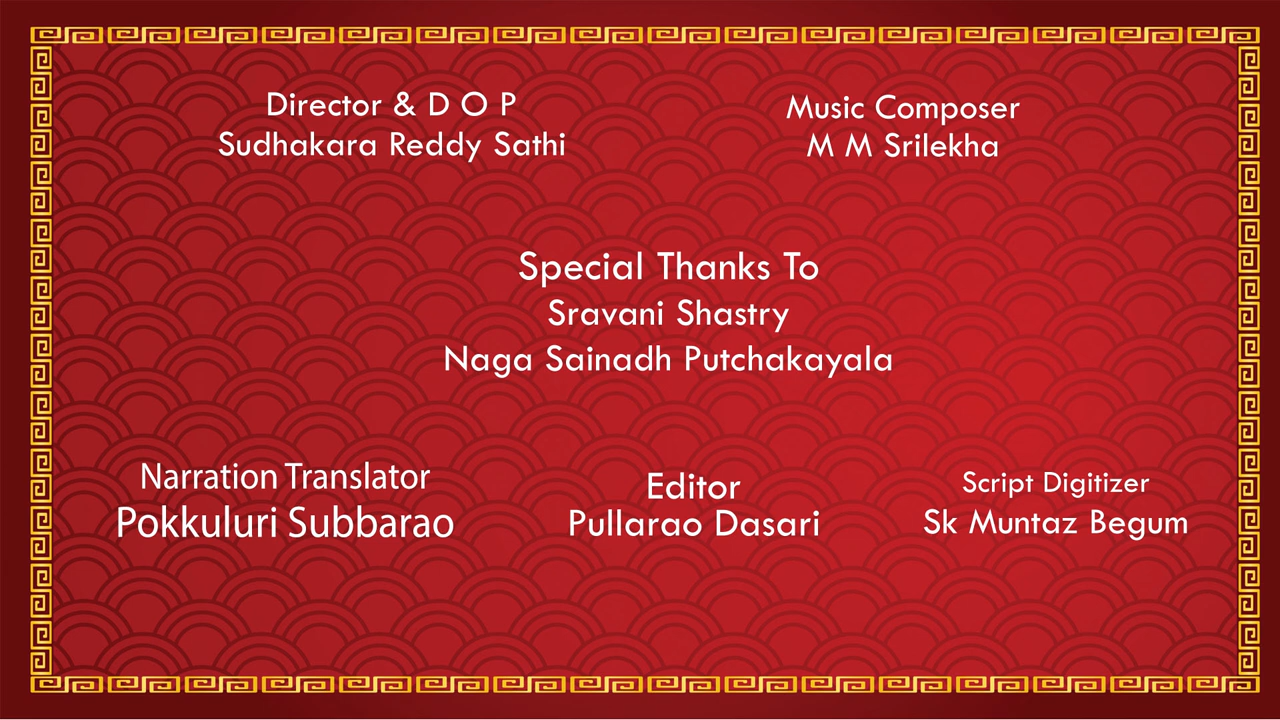 Director & D O P
Sudhakara Reddy Sathi
Music Composer
M M Srilekha
Special Thanks To
Sravani Shastry
Naga Sainadh Putchakayala
Narration Translator
Pokkuluri Subbarao
Editor
Pullarao Dasari
Script Digitizer
Sk Muntaz Begum